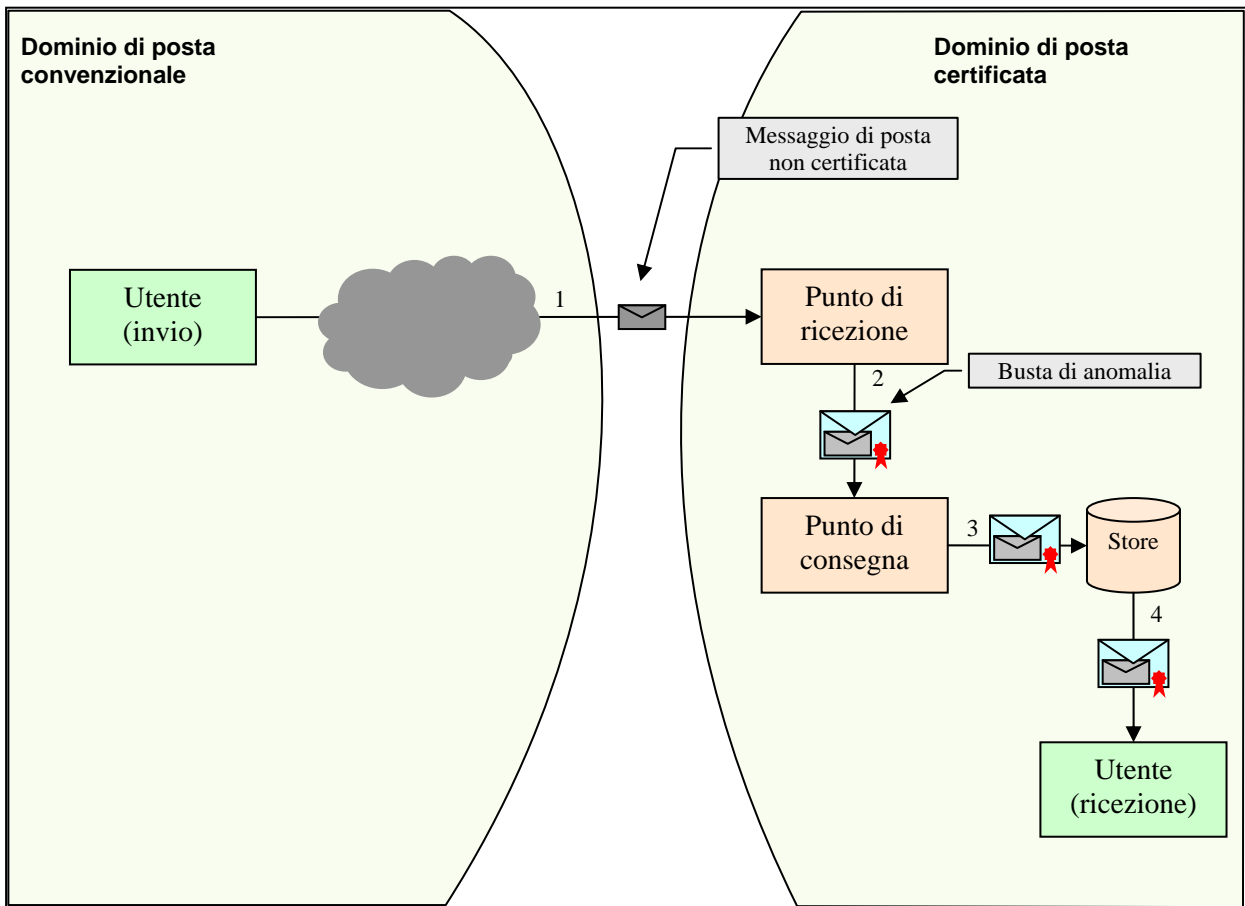 Dominio di posta
convenzionale
Dominio di posta
certificata
Messaggio di posta
non certificata
Utente
(invio)
1
Punto di
ricezione
2
Busta di anomalia
Punto di
consegna
3
Store
4
Utente
(ricezione)